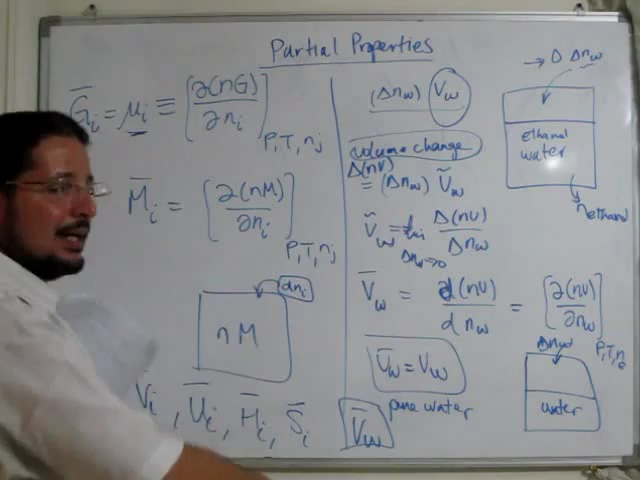 Partial Properties
Ḡi = μi ≡ [∂(nG)/∂ni]P,T,nj
M̄i = [∂(nM)/∂ni]P,T,nj
dni
nM
V̄i, Ūi, H̄i, S̄i
(Δnw) Vw
volume change
Δ(nV)
= (Δnw) Ṽw
Ṽw = lim Δ(nV)/Δnw
Δnw→0
V̄w = d(nV)/dnw = [∂(nV)/∂nw]P,T,n
V̄w = Vw
pure water
V̄w
Δnw
ethanol
water
nethanol
Δnw
water